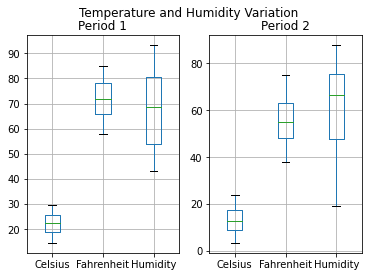 Temperature and Humidity Variation
Period 1
Period 2
90
80
70
60
50
40
30
20
Celsius Fahrenheit Humidity
80
60
40
20
0
Celsius Fahrenheit Humidity